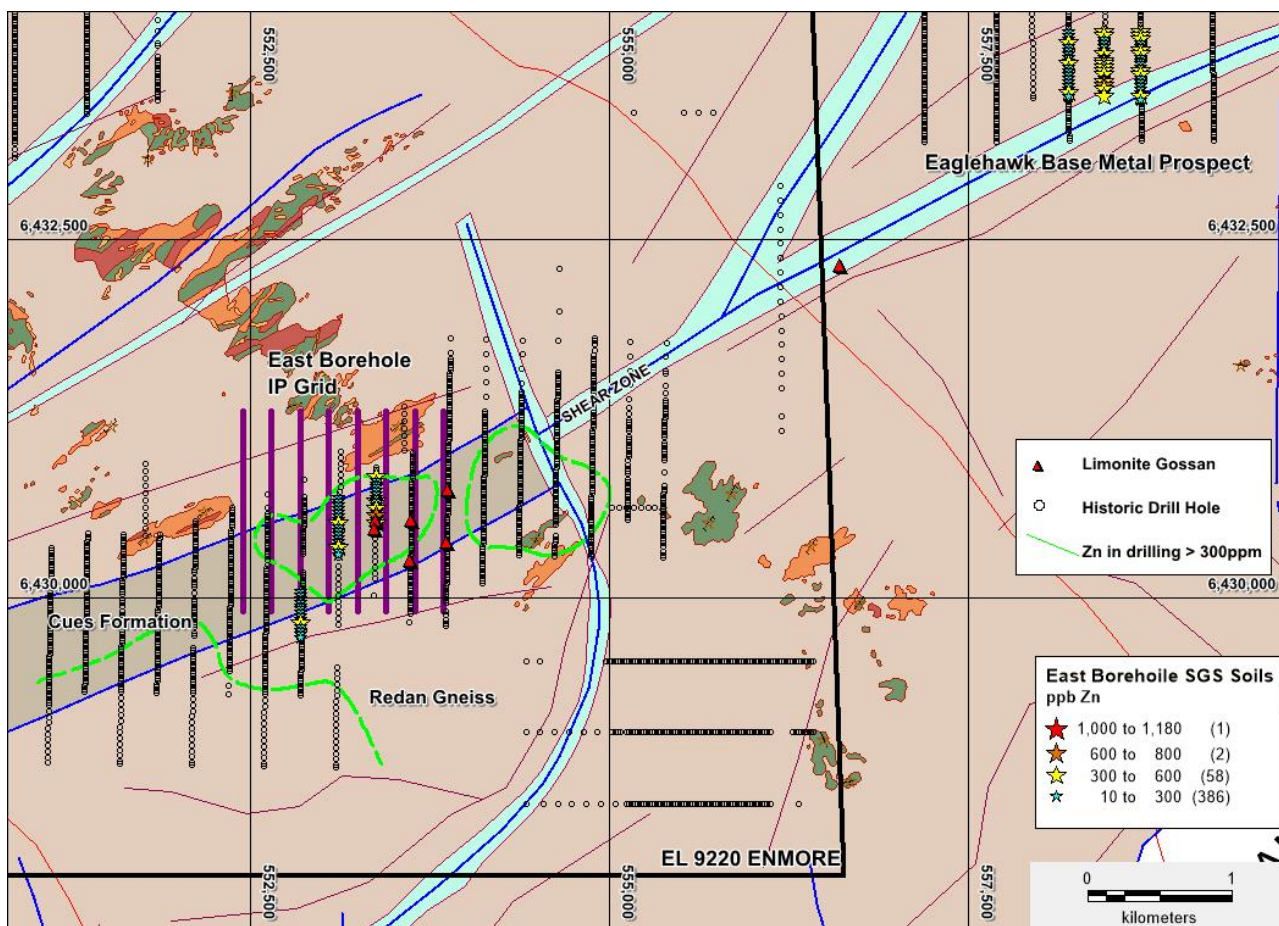 552,500
555,000
557,500
Eaglehawk Base Metal Prospect
6,432,500
6,432,500
East Borehole
IP Grid
SHEAR ZONE
Limonite Gossan
Historic Drill Hole
Zn in drilling > 300ppm
6,430,000
6,430,000
Cues Formation
Redan Gneiss
East Borehoile SGS Soils
ppb Zn
1,000 to 1,180 (1)
600 to 800 (2)
300 to 600 (58)
10 to 300 (386)
EL 9220 ENMORE
552,500
555,000
557,500
0 1
kilometers